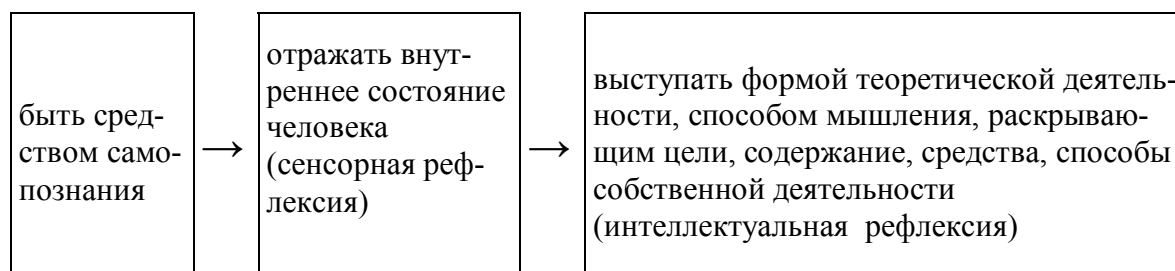 быть сред-
ством само-
познания
→
отражать внут-
реннее состояние
человека
(сенсорная реф-
лексия)
→
выступать формой теоретической деятель-
ности, способом мышления, раскрываю-
щим цели, содержание, средства, способы
собственной деятельности
(интеллектуальная рефлексия)